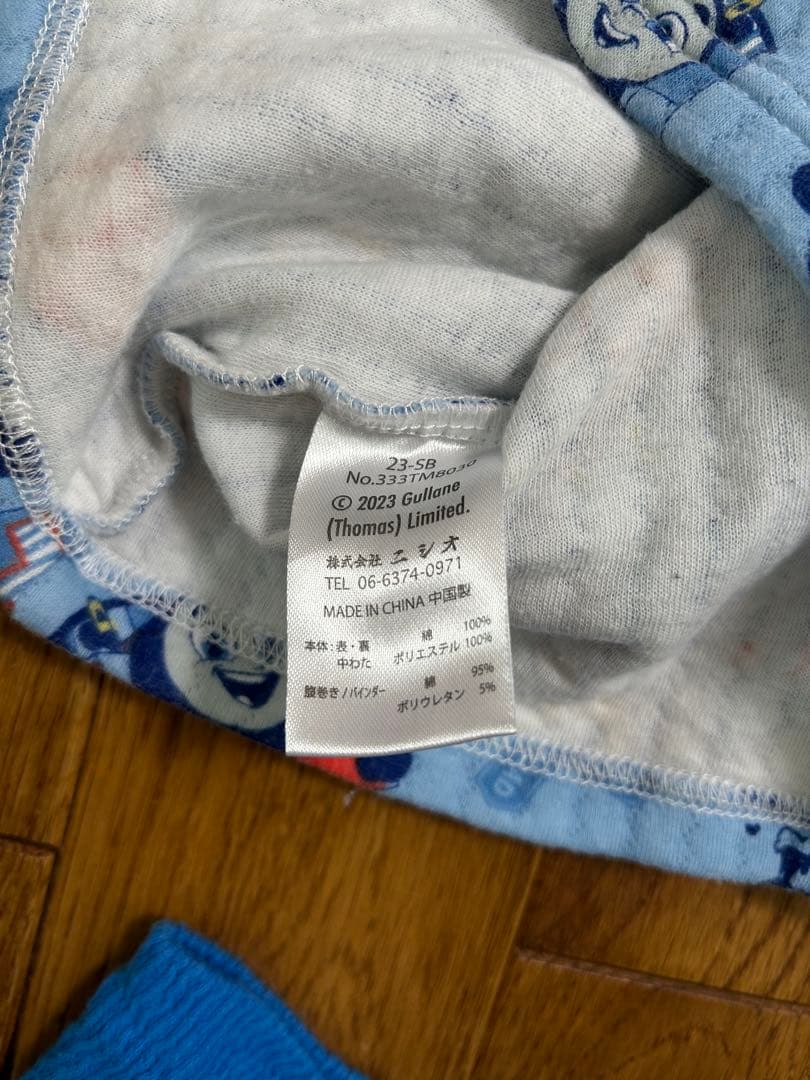 23-SB
No.333TM8030
© 2023 Gullane
(Thomas) Limited.
株式会社 ニシオ
TEL 06-6374-0971
MADE IN CHINA 中国製
本体:表・裏 綿 100%
中わた ポリエステル 100%
腹巻き/バインダー 綿 95%
ポリウレタン 5%